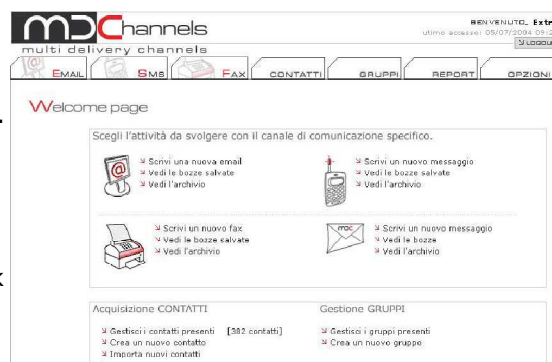 MDChannels
multi delivery channels
BENVENUTO, Extr
utimo accesso: 05/07/2004 09:2
LOGOU
EMAIL SMS FAX CONTATTI GRUPPI REPORT OPZIONI
Welcome page
Scegli l'attività da svolgere con il canale di comunicazione specifico.
Scrivi una nuova email
Vedi le bozze salvate
Vedi l'archivio
Scrivi un nuovo messaggio
Vedi le bozze salvate
Vedi l'archivio
Scrivi un nuovo fax
Vedi le bozze salvate
Vedi l'archivio
MDC
Scrivi un nuovo messaggio
Vedi le bozze
Vedi l'archivio
Acquisizione CONTATTI
Gestisci i contatti presenti [302 contatti]
Crea un nuovo contatto
Importa nuovi contatti
Gestione GRUPPI
Gestisci i gruppi presenti
Crea un nuovo gruppo